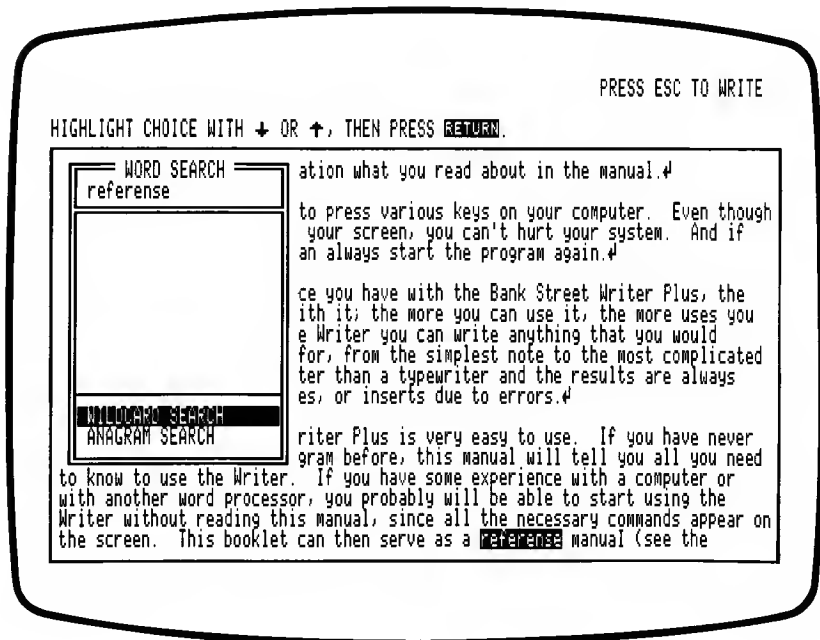 PRESS ESC TO WRITE
HIGHLIGHT CHOICE WITH ↓ OR ↑, THEN PRESS RETURN.
WORD SEARCH
referense
WILDCARD SEARCH
ANAGRAM SEARCH
ation what you read about in the manual.↲
to press various keys on your computer.  Even though
your screen, you can't hurt your system.  And if
an always start the program again.↲
ce you have with the Bank Street Writer Plus, the
ith it; the more you can use it, the more uses you
e Writer you can write anything that you would
for, from the simplest note to the most complicated
ter than a typewriter and the results are always
es, or inserts due to errors.↲
riter Plus is very easy to use.  If you have never
gram before, this manual will tell you all you need
to know to use the Writer.  If you have some experience with a computer or
with another word processor, you probably will be able to start using the
Writer without reading this manual, since all the necessary commands appear on
the screen.  This booklet can then serve as a referense manual (see the